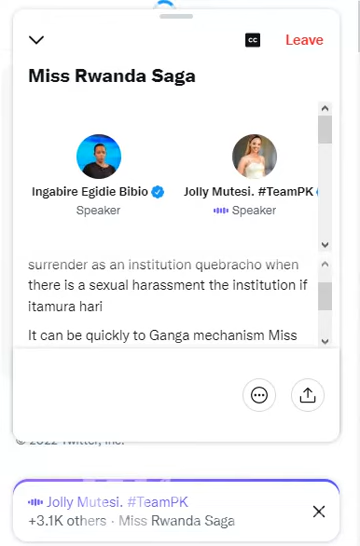 CC
Leave
Miss Rwanda Saga
Ingabire Egidie Bibio
Jolly Mutesi. #TeamPK
Speaker
Speaker
surrender as an institution quebracho when
there is a sexual harassment the institution if
itamura hari
It can be quickly to Ganga mechanism Miss
© 2022 Twitter, Inc.
Jolly Mutesi. #TeamPK
+3.1K others · Miss Rwanda Saga